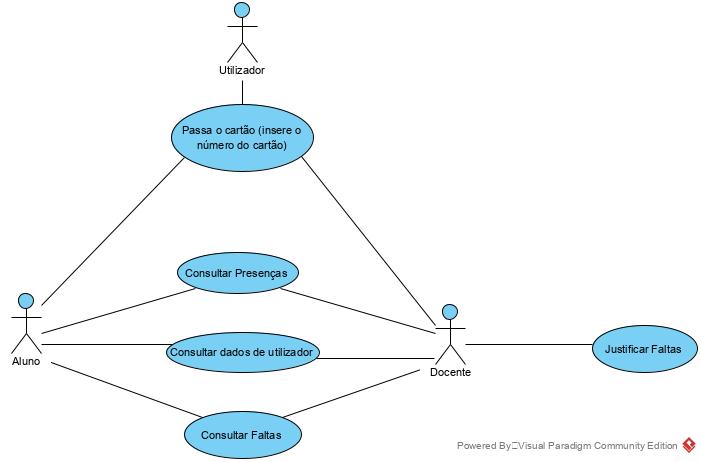 Utilizador
Passa o cartão (insere o
número do cartão)
Consultar Presenças
Aluno
Consultar dados de utilizador
Docente
Justificar Faltas
Consultar Faltas
Powered By Visual Paradigm Community Edition